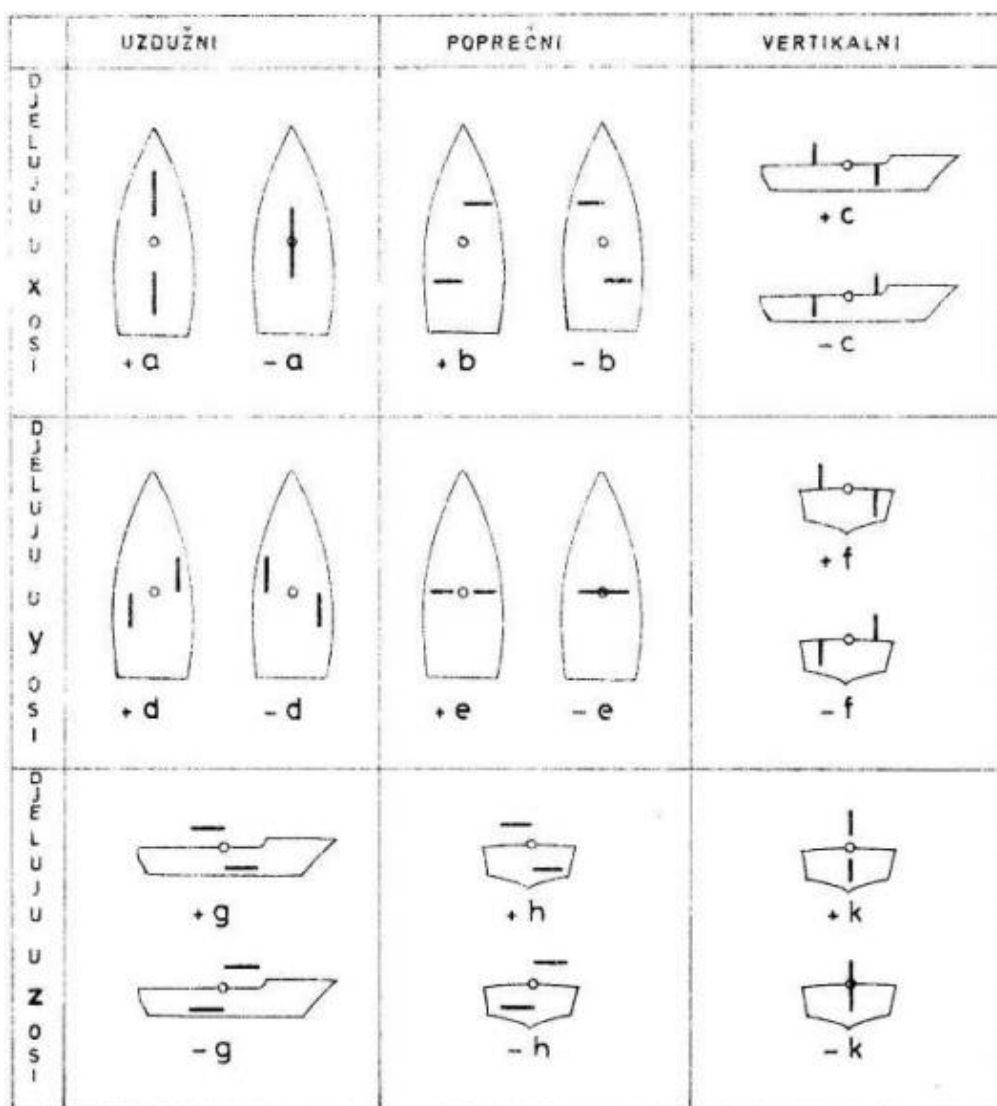 UZDUŽNI POPREČNI VERTIKALNI
DJELUJU U X OSI
+ c
- c
+ a - a + b - b
DJELUJU U Y OSI
+ f
- f
+ d - d + e - e
DJELUJU U Z OSI
+ g + h + k
- g - h - k